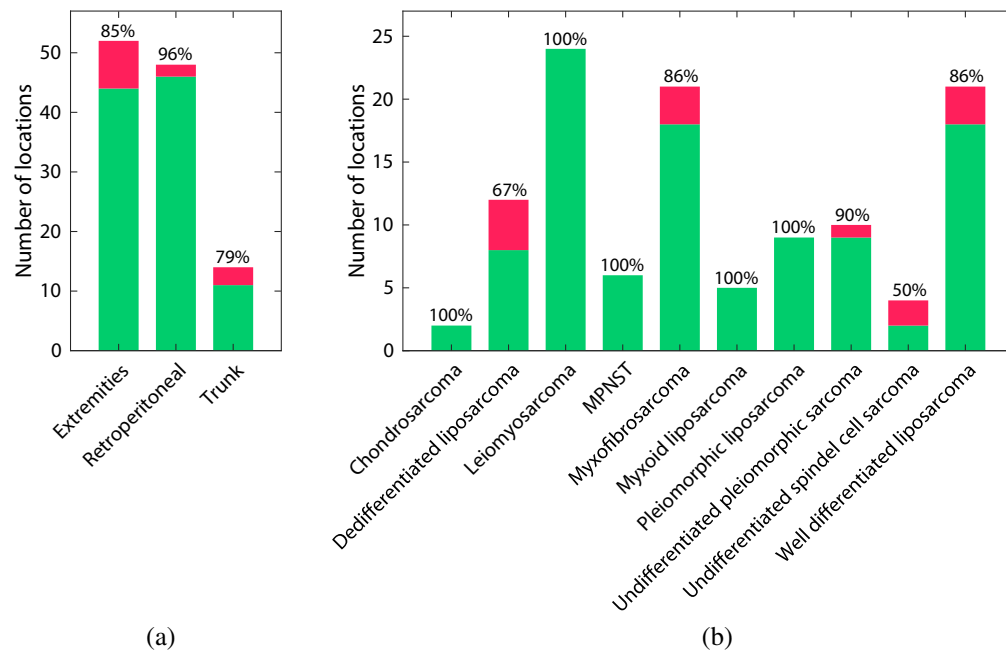 85%
96%
79%
50
40
30
20
10
0
Number of locations
Extremities
Retroperitoneal
Trunk
(a)
100%
67%
100%
100%
86%
100%
100%
90%
50%
86%
25
20
15
10
5
0
Number of locations
Chondrosarcoma
Dedifferentiated liposarcoma
Leiomyosarcoma
MPNST
Myxofibrosarcoma
Myxoid liposarcoma
Pleiomorphic liposarcoma
Undifferentiated pleiomorphic sarcoma
Undifferentiated spindel cell sarcoma
Well differentiated liposarcoma
(b)